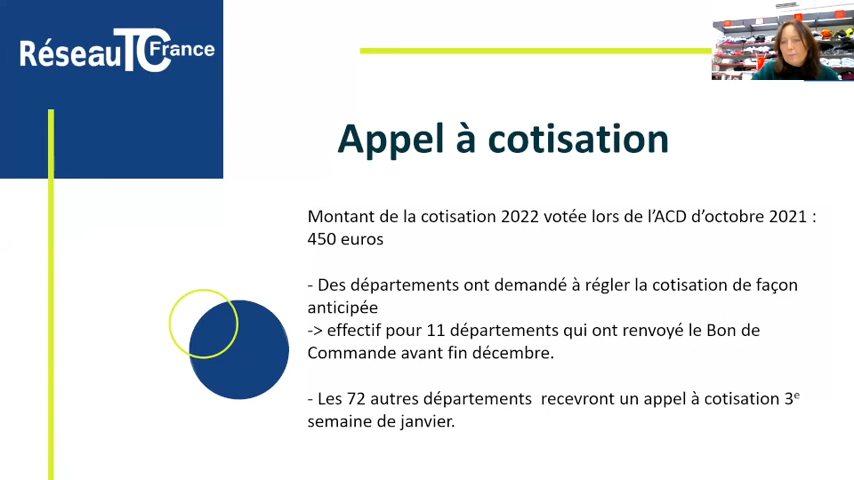 Réseau TC France
Appel à cotisation
Montant de la cotisation 2022 votée lors de l’ACD d’octobre 2021 :
450 euros
- Des départements ont demandé à régler la cotisation de façon
anticipée
-> effectif pour 11 départements qui ont renvoyé le Bon de
Commande avant fin décembre.
- Les 72 autres départements recevront un appel à cotisation 3e
semaine de janvier.